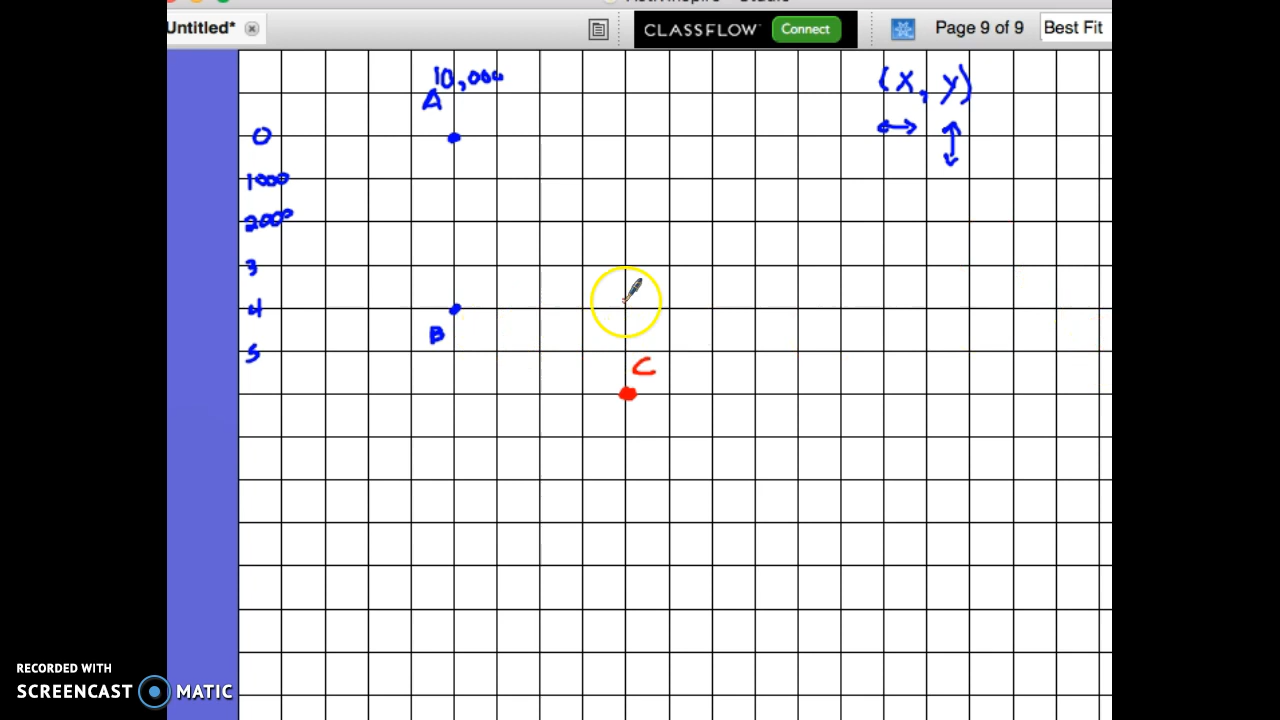 Untitled*
CLASSFLOW Connect
Page 9 of 9
Best Fit
10,000
A
(x, y)
0
1000
2000
3
4
B
5
C
RECORDED WITH
SCREENCAST MATIC